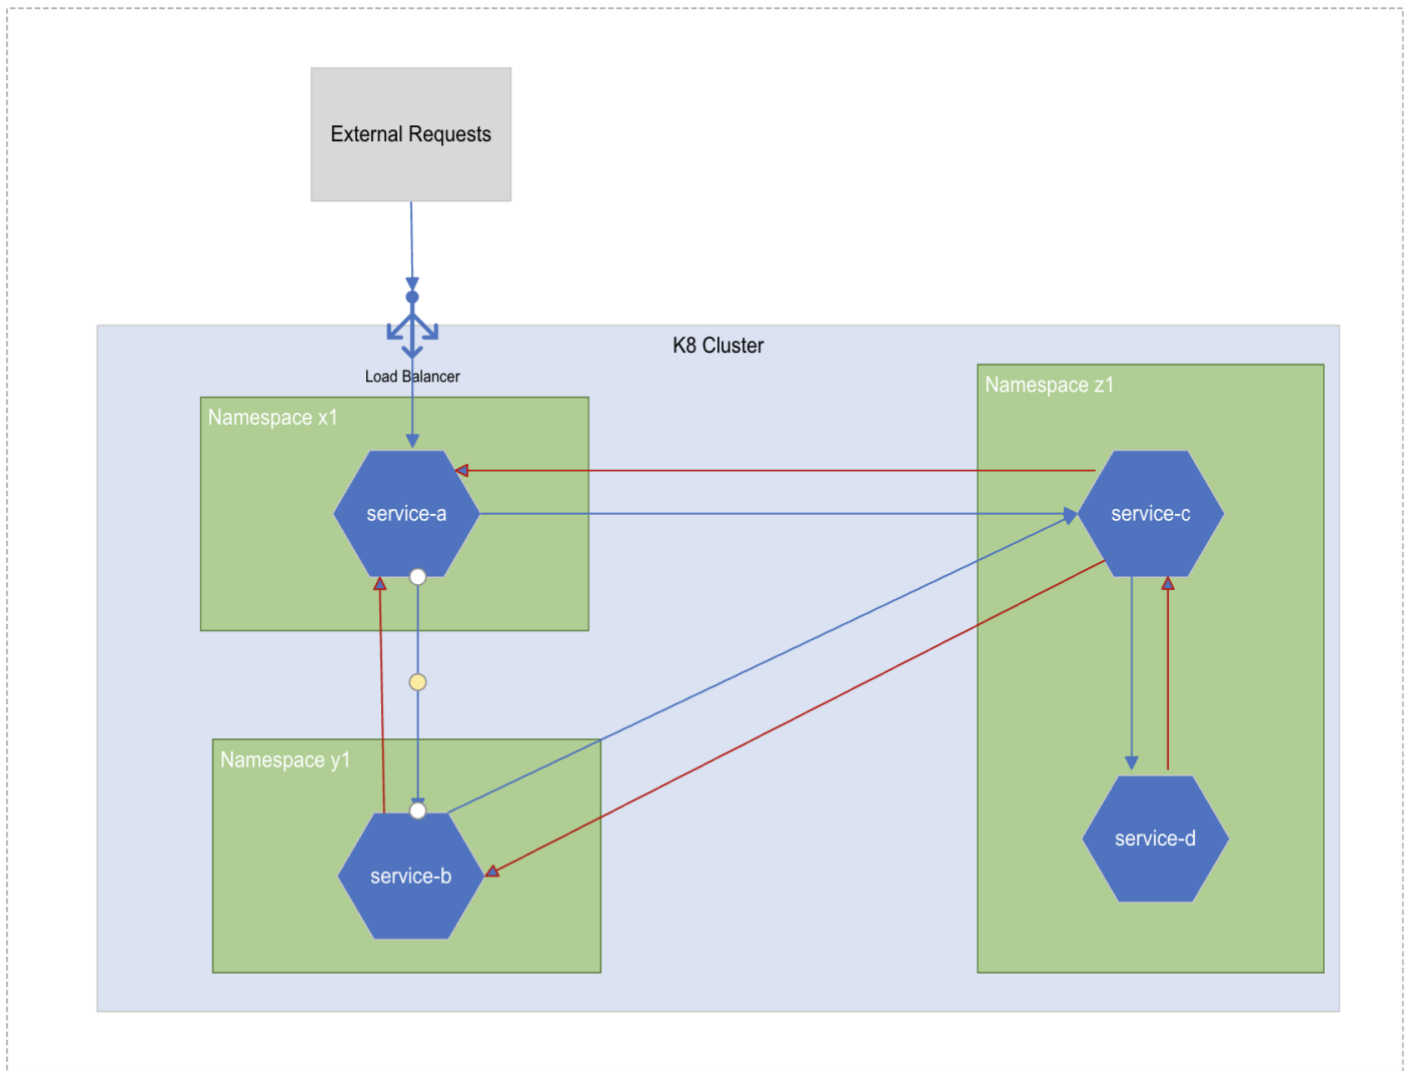 External Requests
K8 Cluster
Load Balancer
Namespace z1
Namespace x1
service-a
service-c
Namespace y1
service-d
service-b